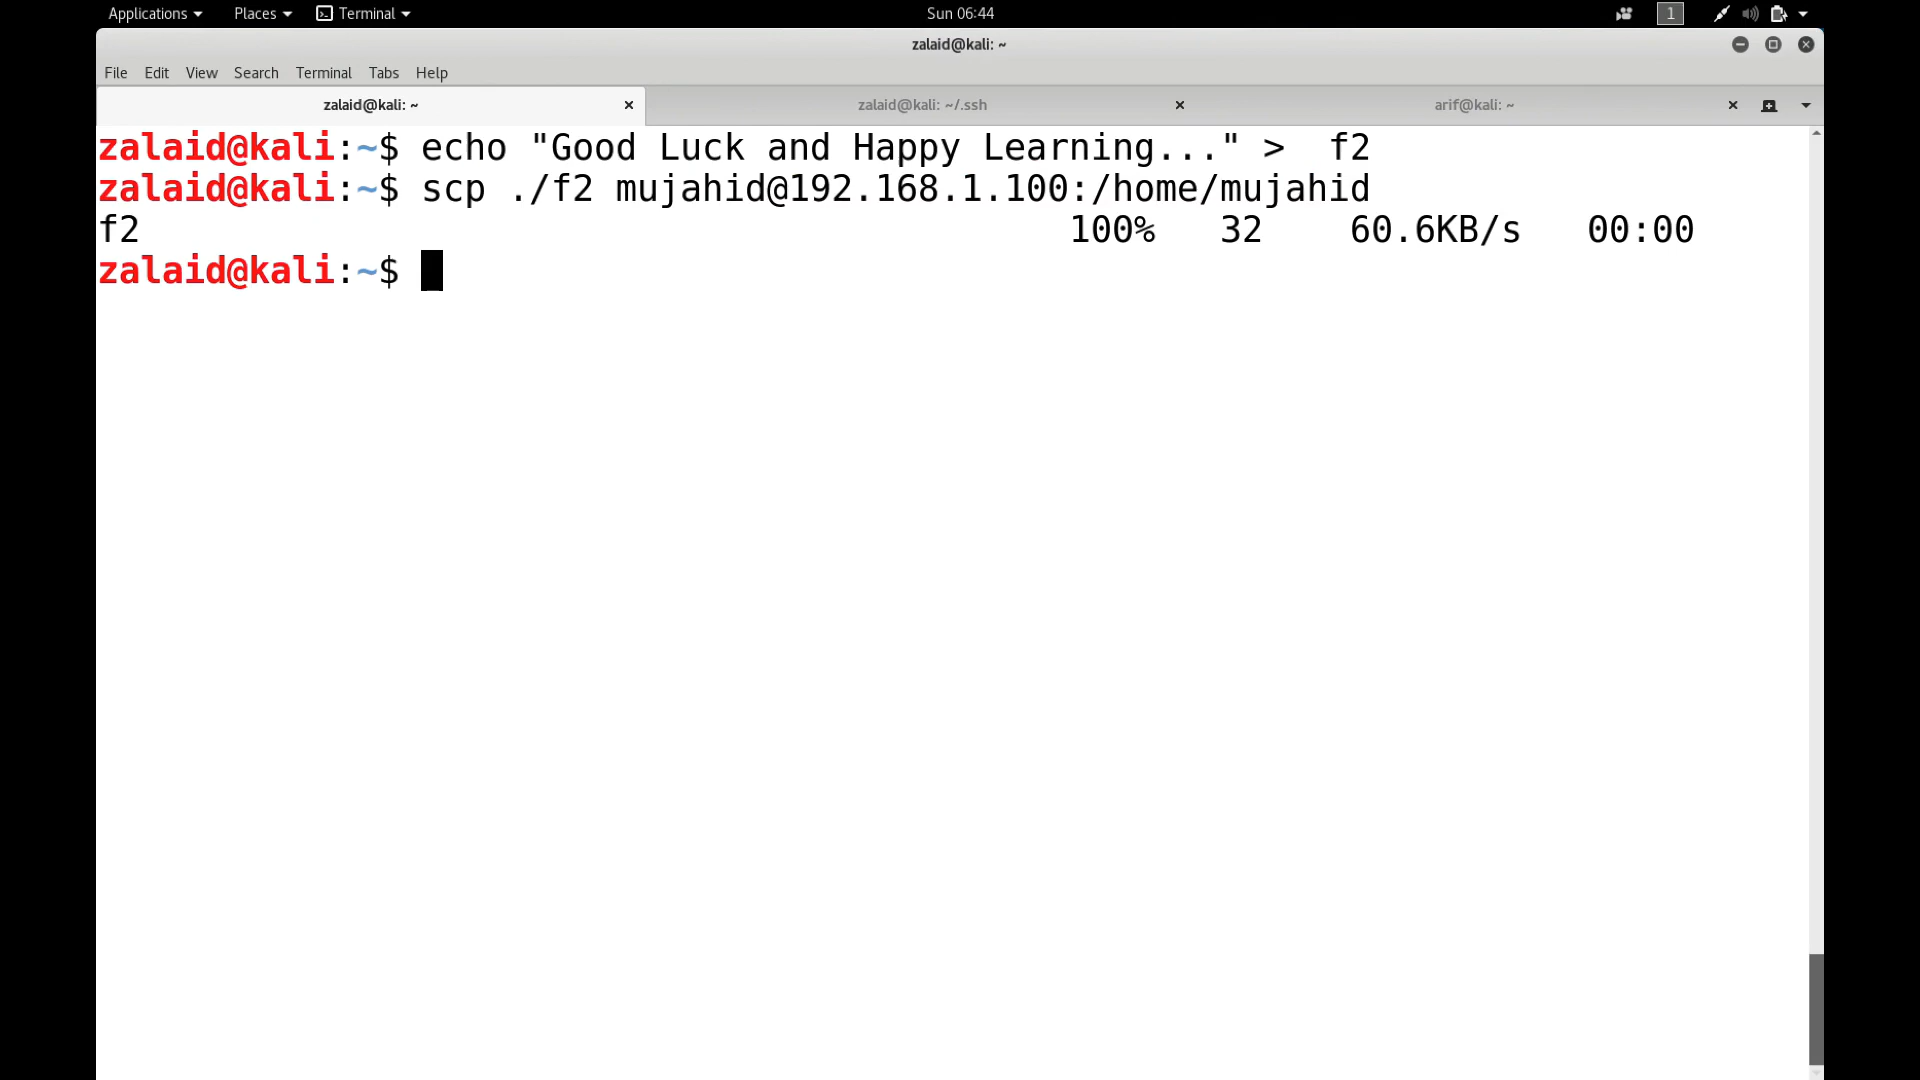 Applications Places Terminal Sun 06:44 1
zalaid@kali: ~
File Edit View Search Terminal Tabs Help
zalaid@kali: ~ zalaid@kali: ~/.ssh arif@kali: ~
zalaid@kali:~$ echo "Good Luck and Happy Learning..." >  f2
zalaid@kali:~$ scp ./f2 mujahid@192.168.1.100:/home/mujahid
f2 100% 32 60.6KB/s 00:00
zalaid@kali:~$